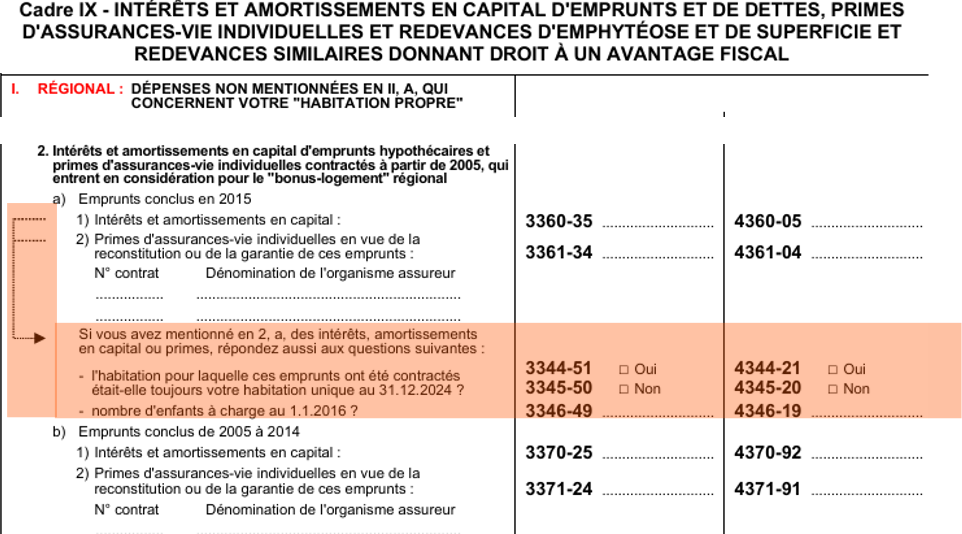 Cadre IX - INTÉRÊTS ET AMORTISSEMENTS EN CAPITAL D'EMPRUNTS ET DE DETTES, PRIMES
D'ASSURANCES-VIE INDIVIDUELLES ET REDEVANCES D'EMPHYTÉOSE ET DE SUPERFICIE ET
REDEVANCES SIMILAIRES DONNANT DROIT À UN AVANTAGE FISCAL
I. RÉGIONAL : DÉPENSES NON MENTIONNÉES EN II, A, QUI
CONCERNENT VOTRE "HABITATION PROPRE"
2. Intérêts et amortissements en capital d'emprunts hypothécaires et
primes d'assurances-vie individuelles contractés à partir de 2005, qui
entrent en considération pour le "bonus-logement" régional
a) Emprunts conclus en 2015
1) Intérêts et amortissements en capital : 3360-35 ............................ 4360-05 ............................
2) Primes d'assurances-vie individuelles en vue de la
reconstitution ou de la garantie de ces emprunts : 3361-34 ............................ 4361-04 ............................
N° contrat Dénomination de l'organisme assureur
................. ...................................................................
................. ...................................................................
Si vous avez mentionné en 2, a, des intérêts, amortissements
en capital ou primes, répondez aussi aux questions suivantes :
- l'habitation pour laquelle ces emprunts ont été contractés 3344-51 □ Oui 4344-21 □ Oui
était-elle toujours votre habitation unique au 31.12.2024 ? 3345-50 □ Non 4345-20 □ Non
- nombre d'enfants à charge au 1.1.2016 ? 3346-49 ............................ 4346-19 ............................
b) Emprunts conclus de 2005 à 2014
1) Intérêts et amortissements en capital : 3370-25 ............................ 4370-92 ............................
2) Primes d'assurances-vie individuelles en vue de la
reconstitution ou de la garantie de ces emprunts : 3371-24 ............................ 4371-91 ............................
N° contrat Dénomination de l'organisme assureur